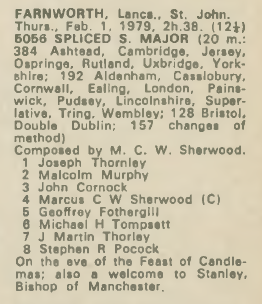 FARNWORTH, Lancs., St. John.
Thurs., Feb. 1, 1979, 2h.38. (12½)
5056 SPLICED S. MAJOR (20 m.:
384 Ashtead, Cambridge, Jersey,
Ospringe, Rutland, Uxbridge, York-
shire; 192 Aldenham, Cassiobury,
Cornwall, Ealing, London, Pains-
wick, Pudsey, Lincolnshire, Super-
lative, Tring, Wembley; 128 Bristol,
Double Dublin; 157 changes of
method)
Composed by M. C. W. Sherwood.
1 Joseph Thornley
2 Malcolm Murphy
3 John Cornock
4 Marcus C W Sherwood (C)
5 Geoffrey Fothergill
6 Michael H Tompsett
7 J Martin Thorley
8 Stephen R Pocock
On the eve of the Feast of Candle-
mas; also a welcome to Stanley,
Bishop of Manchester.